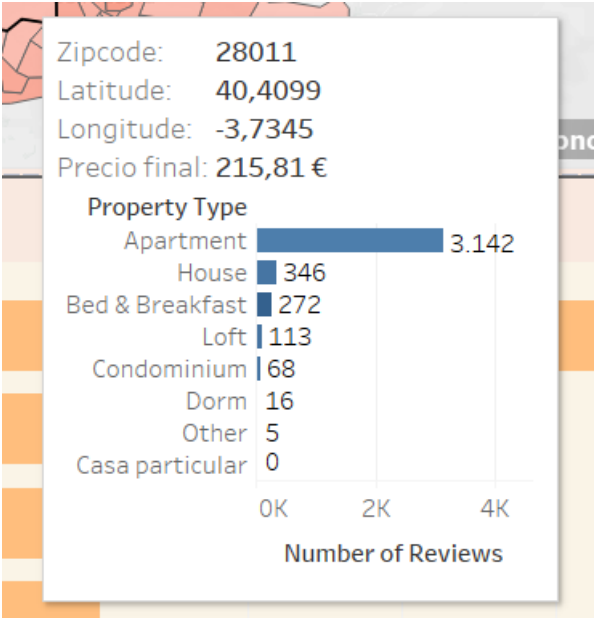 Zipcode: 28011
Latitude: 40,4099
Longitude: -3,7345
Precio final: 215,81 €
Property Type
Apartment 3.142
House 346
Bed & Breakfast 272
Loft 113
Condominium 68
Dorm 16
Other 5
Casa particular 0
0K 2K 4K
Number of Reviews